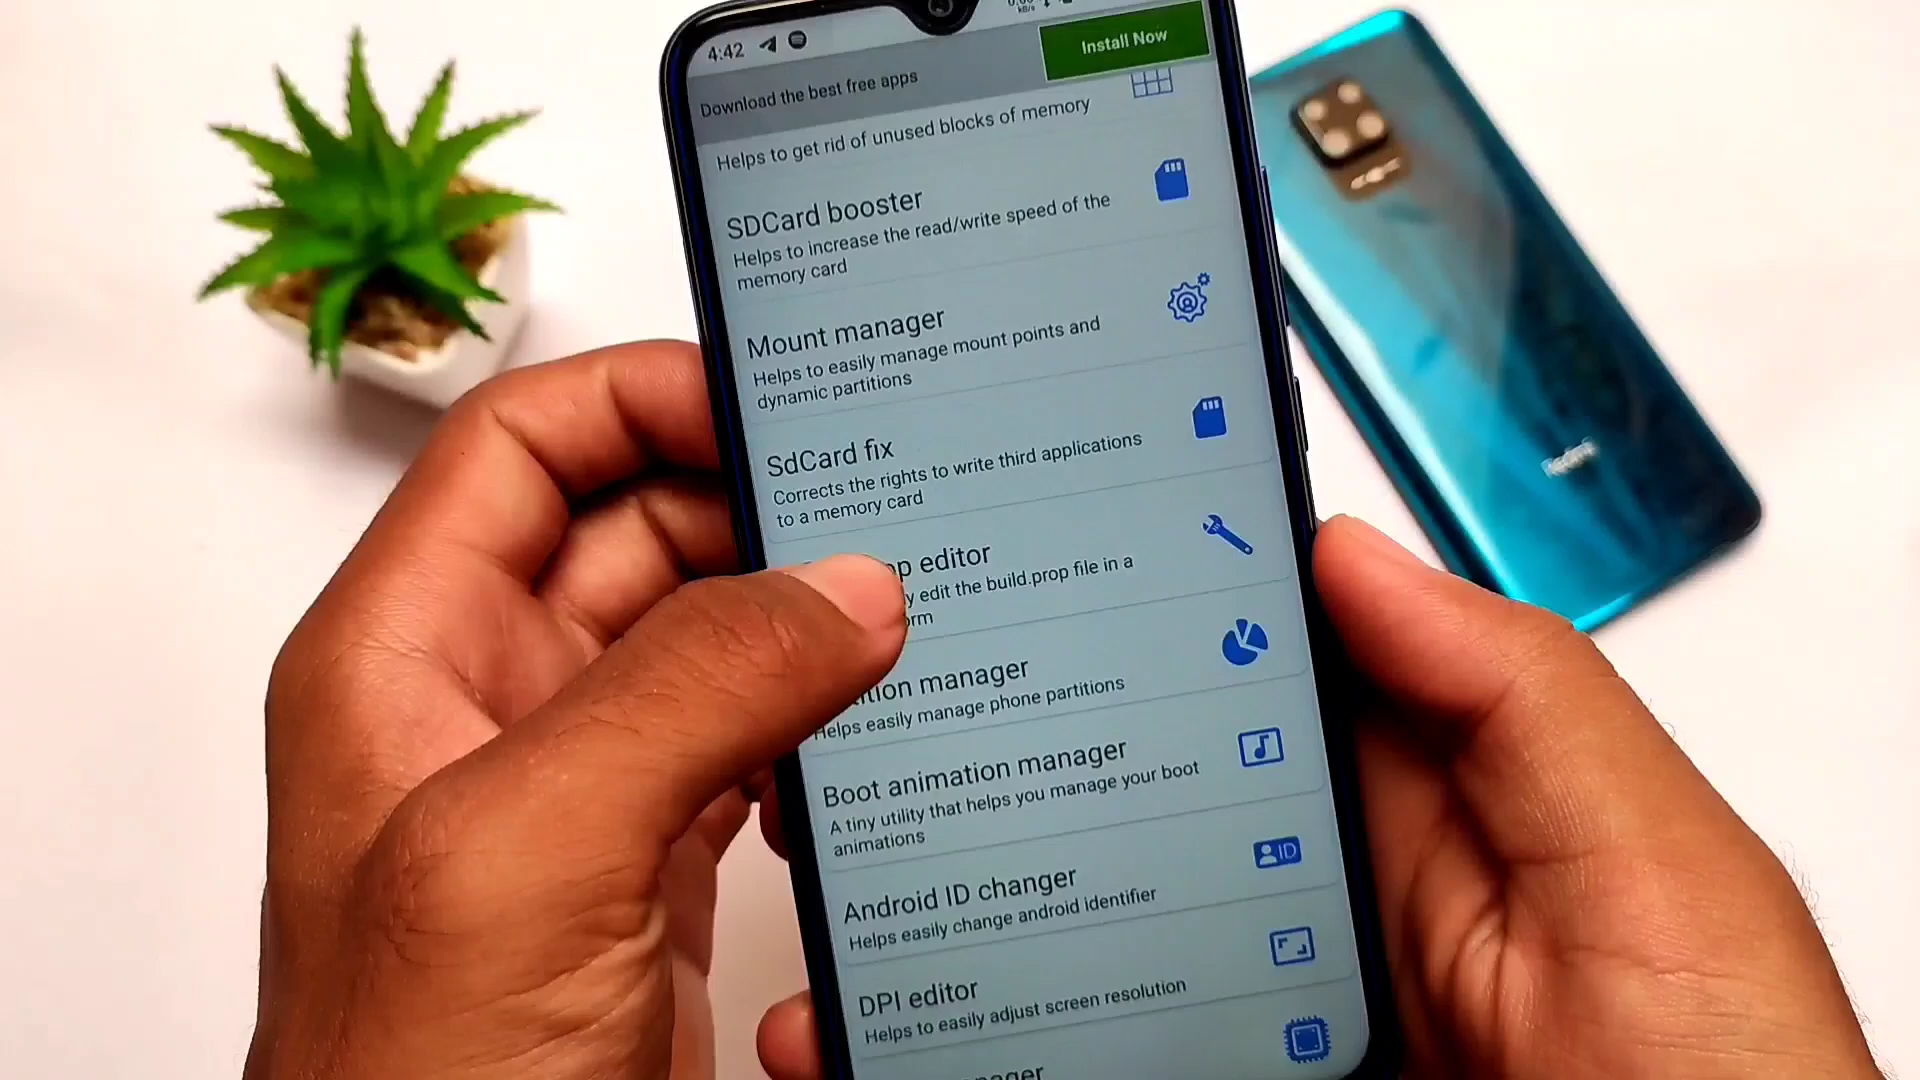 4:42
kB/s
Install Now
Download the best free apps
Helps to get rid of unused blocks of memory
SDCard booster
Helps to increase the read/write speed of the
memory card
Mount manager
Helps to easily manage mount points and
dynamic partitions
SdCard fix
Corrects the rights to write third applications
to a memory card
editor
edit the build.prop file in a
manager
Helps easily manage phone partitions
Boot animation manager
A tiny utility that helps you manage your boot
animations
Android ID changer
Helps easily change android identifier
ID
DPI editor
Helps to easily adjust screen resolution
Redmi